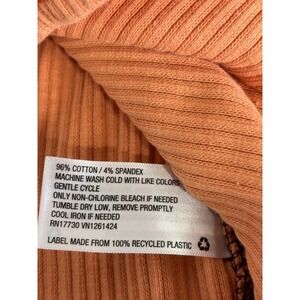 96% COTTON / 4% SPANDEX
MACHINE WASH COLD WITH LIKE COLORS
GENTLE CYCLE
ONLY NON-CHLORINE BLEACH IF NEEDED
TUMBLE DRY LOW, REMOVE PROMPTLY
COOL IRON IF NEEDED
RN17730 VN1261424
LABEL MADE FROM 100% RECYCLED PLASTIC